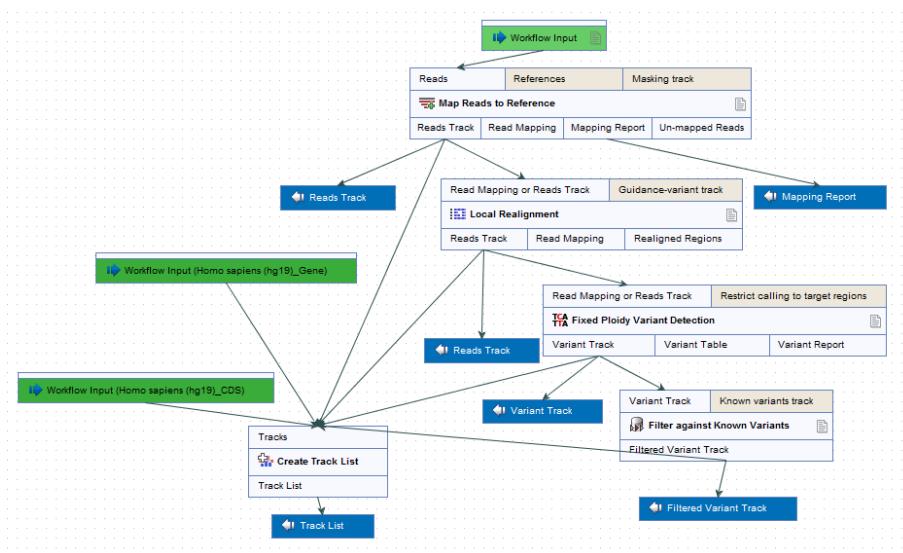 Workflow Input
Reads References Masking track
Map Reads to Reference
Reads Track Read Mapping Mapping Report Un-mapped Reads
Reads Track
Mapping Report
Read Mapping or Reads Track Guidance-variant track
Local Realignment
Reads Track Read Mapping Realigned Regions
Workflow Input (Homo sapiens (hg19)_Gene)
Read Mapping or Reads Track Restrict calling to target regions
Fixed Ploidy Variant Detection
Variant Track Variant Table Variant Report
Reads Track
Workflow Input (Homo sapiens (hg19)_CDS)
Variant Track
Variant Track Known variants track
Filter against Known Variants
Filtered Variant Track
Tracks
Create Track List
Track List
Filtered Variant Track
Track List